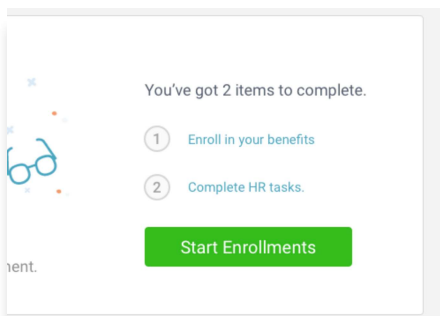 You've got 2 items to complete.
1 Enroll in your benefits
2 Complete HR tasks.
Start Enrollments